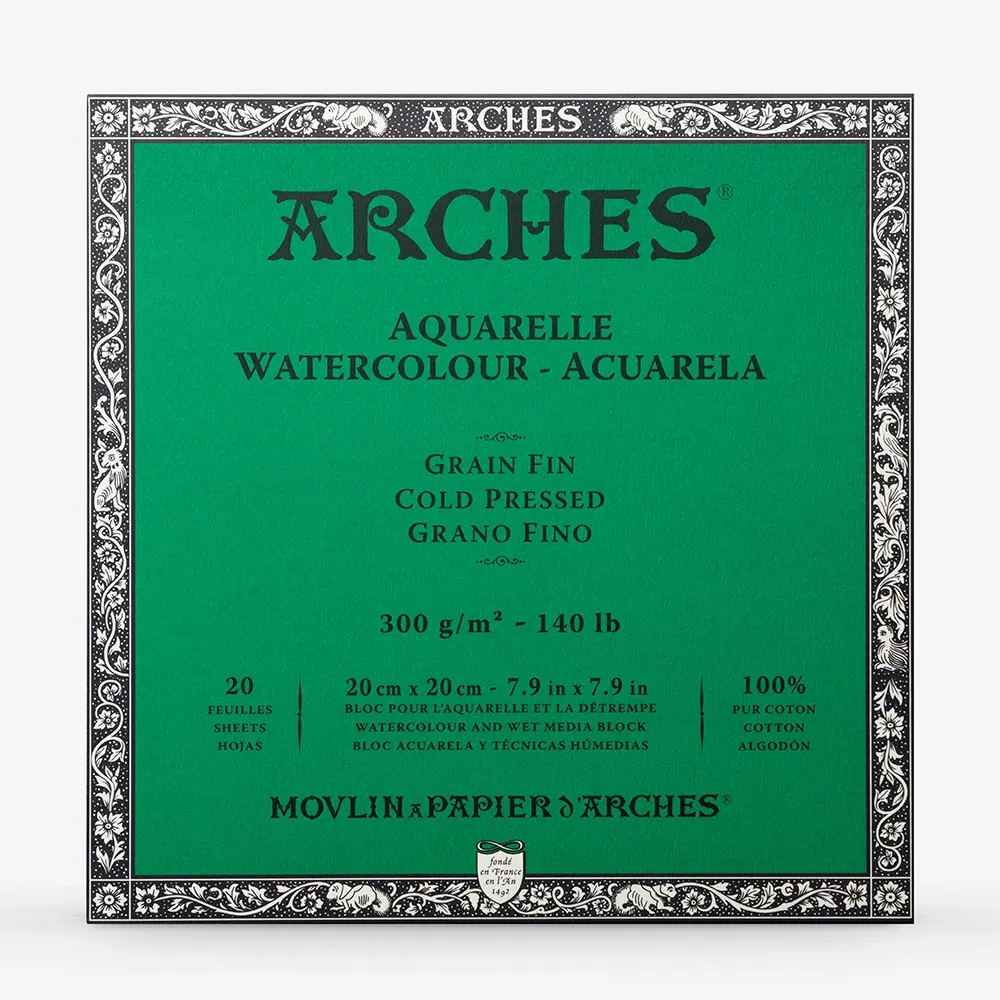 ARCHES
ARCHES®
AQUARELLE
WATERCOLOUR - ACUARELA
GRAIN FIN
COLD PRESSED
GRANO FINO
300 g/m² - 140 lb
20
FEUILLES
SHEETS
HOJAS
20 cm x 20 cm - 7.9 in x 7.9 in
BLOC POUR L'AQUARELLE ET LA DÉTREMPE
WATERCOLOUR AND WET MEDIA BLOCK
BLOC ACUARELA Y TÉCNICAS HÚMEDIAS
100%
PUR COTON
COTTON
ALGODÓN
MOVLIN A PAPIER D'ARCHES®
fondé
en France
en l'An
1492